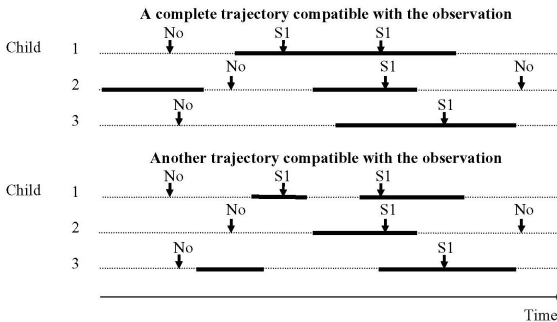 A complete trajectory compatible with the observation
No S1 S1
Child 1
No S1 No
2
No S1
3
Another trajectory compatible with the observation
No S1 S1
Child 1
No S1 No
2
No S1
3
Time